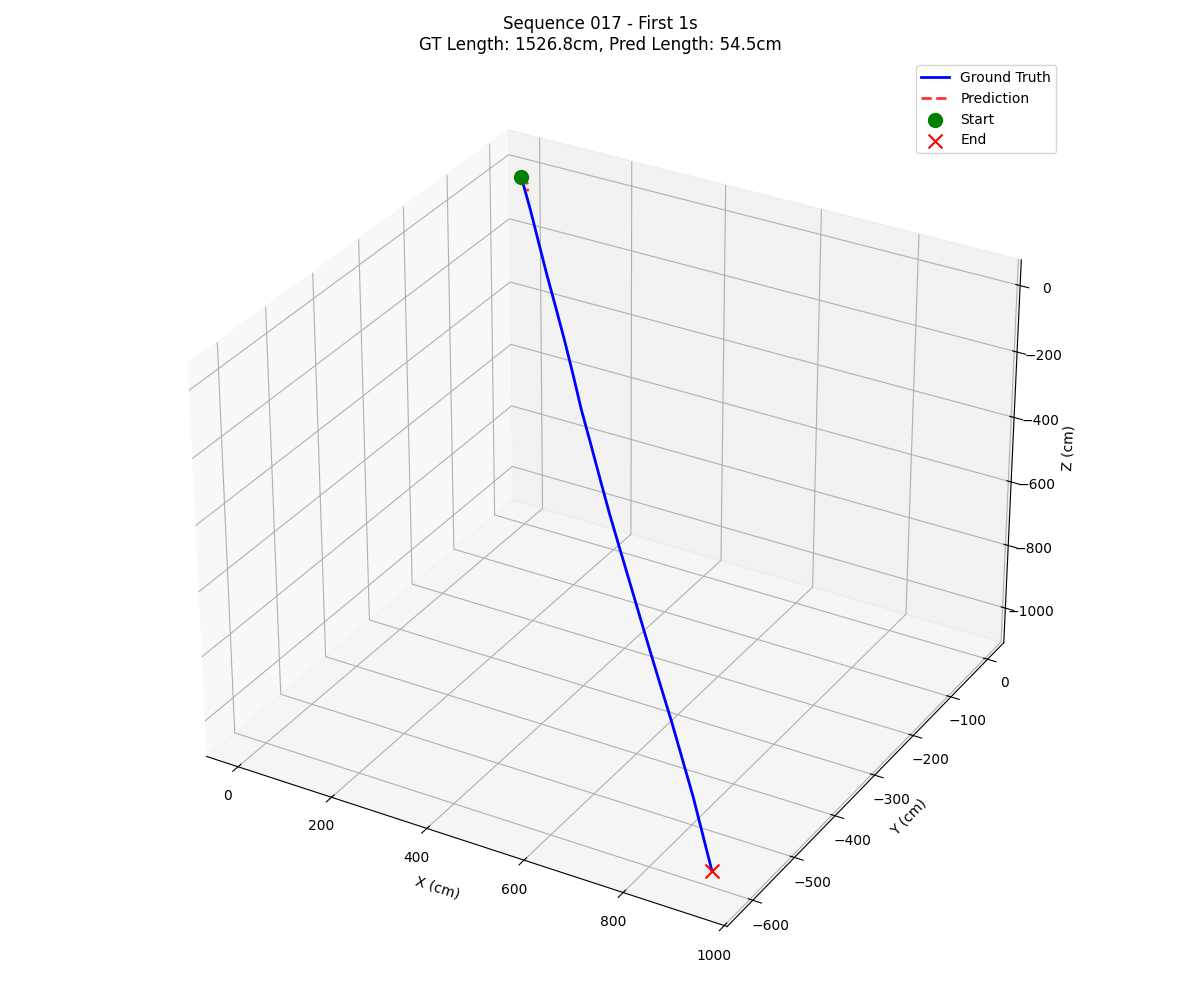 Sequence 017 - First 1s
GT Length: 1526.8cm, Pred Length: 54.5cm
Ground Truth
Prediction
Start
End
0
−200
−400
−600
−800
−1000
Z (cm)
0
−100
−200
−300
−400
−500
−600
Y (cm)
0
200
400
600
800
1000
X (cm)